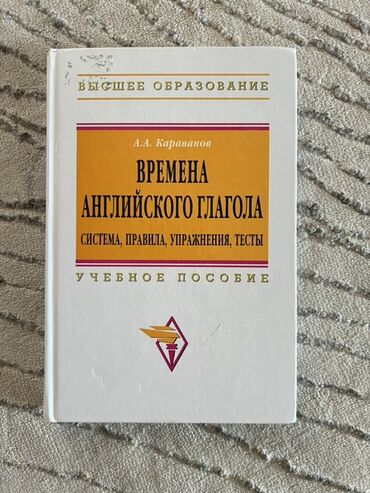 ВЫСШЕЕ ОБРАЗОВАНИЕ
А.А. Караванов
ВРЕМЕНА
АНГЛИЙСКОГО ГЛАГОЛА
СИСТЕМА, ПРАВИЛА, УПРАЖНЕНИЯ, ТЕСТЫ
УЧЕБНОЕ ПОСОБИЕ